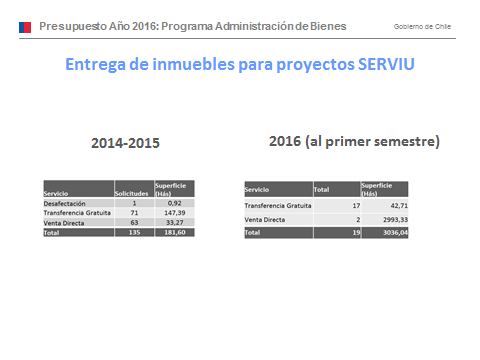 Presupuesto Año 2016: Programa Administración de Bienes
Gobierno de Chile
Entrega de inmuebles para proyectos SERVIU
2014-2015
Servicio Solicitudes Superficie (Hás)
Desafectación 1 0,92
Transferencia Gratuita 71 147,39
Venta Directa 63 33,27
Total 135 181,60
2016 (al primer semestre)
Servicio Total Superficie (Hás)
Transferencia Gratuita 17 42,71
Venta Directa 2 2993,33
Total 19 3036,04